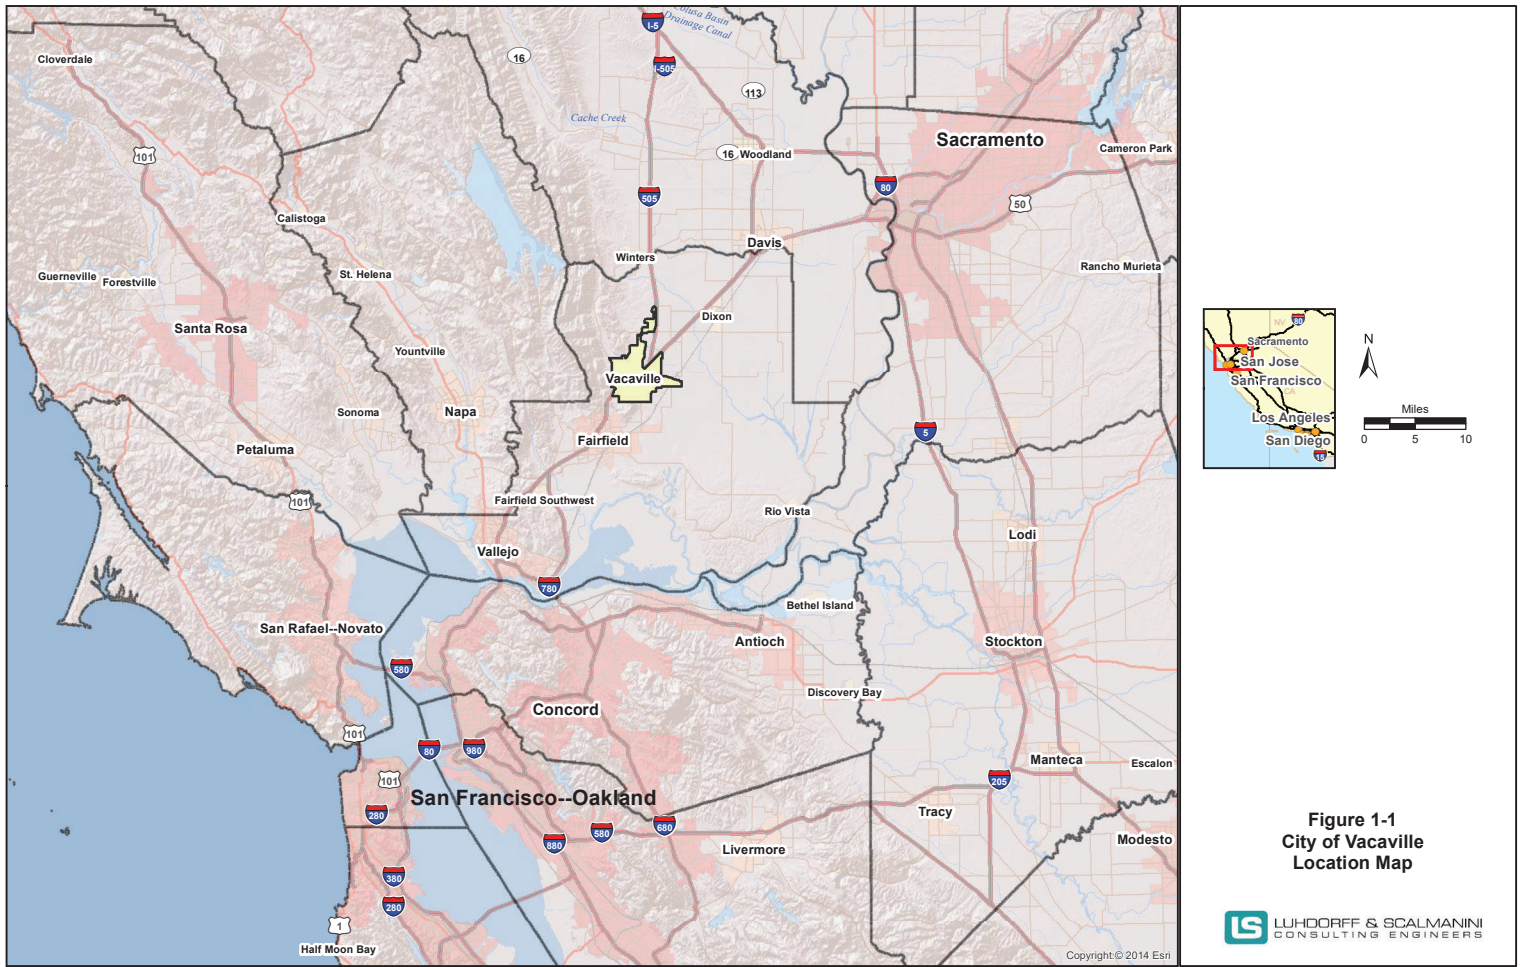 Colusa Basin
Drainage Canal
I-5
Cloverdale
16
I-505
113
Cache Creek
Sacramento
Cameron Park
101
16
Woodland
80
505
50
Calistoga
Davis
Winters
Rancho Murieta
Guerneville
Forestville
St. Helena
Dixon
Santa Rosa
Yountville
Vacaville
Sonoma
Napa
5
Fairfield
Petaluma
101
Fairfield Southwest
Rio Vista
Lodi
Vallejo
780
Bethel Island
San Rafael--Novato
Antioch
Stockton
580
Discovery Bay
Concord
101
80
980
Manteca
Escalon
101
205
San Francisco--Oakland
280
Tracy
680
580
880
Livermore
Modesto
380
280
1
Half Moon Bay
Copyright:© 2014 Esri
80
NV
Sacramento
San Jose
San Francisco
CA
Los Angeles
San Diego
15
N
Miles
0
5
10
Figure 1-1
City of Vacaville
Location Map
LS
LUHDORFF & SCALMANINI
CONSULTING ENGINEERS